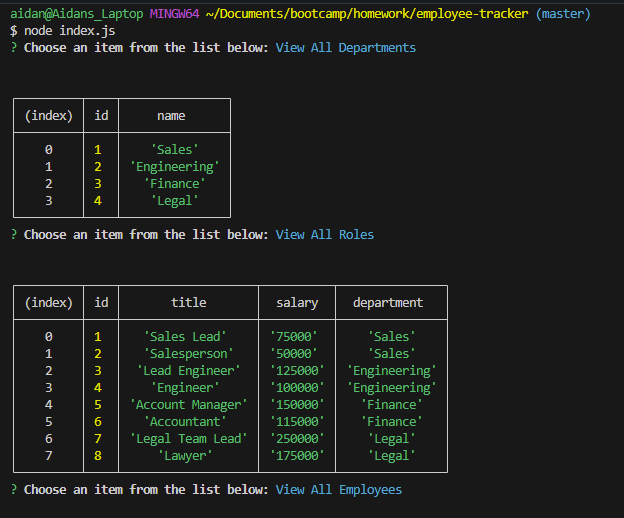 aidan@Aidans_Laptop MINGW64 ~/Documents/bootcamp/homework/employee-tracker (master)
$ node index.js
? Choose an item from the list below: View All Departments
(index) id name
0 1 'Sales'
1 2 'Engineering'
2 3 'Finance'
3 4 'Legal'
? Choose an item from the list below: View All Roles
(index) id title salary department
0 1 'Sales Lead' '75000' 'Sales'
1 2 'Salesperson' '50000' 'Sales'
2 3 'Lead Engineer' '125000' 'Engineering'
3 4 'Engineer' '100000' 'Engineering'
4 5 'Account Manager' '150000' 'Finance'
5 6 'Accountant' '115000' 'Finance'
6 7 'Legal Team Lead' '250000' 'Legal'
7 8 'Lawyer' '175000' 'Legal'
? Choose an item from the list below: View All Employees